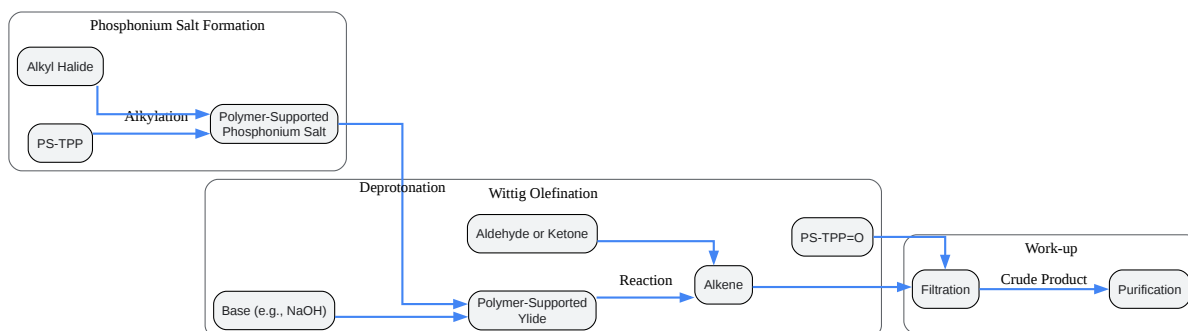 Phosphonium Salt Formation
Alkyl Halide
Alkylation
PS-TPP
Polymer-Supported
Phosphonium Salt
Deprotonation
Wittig Olefination
Aldehyde or Ketone
PS-TPP=O
Work-up
Base (e.g., NaOH)
Polymer-Supported
Ylide
Reaction
Alkene
Filtration
Crude Product
Purification